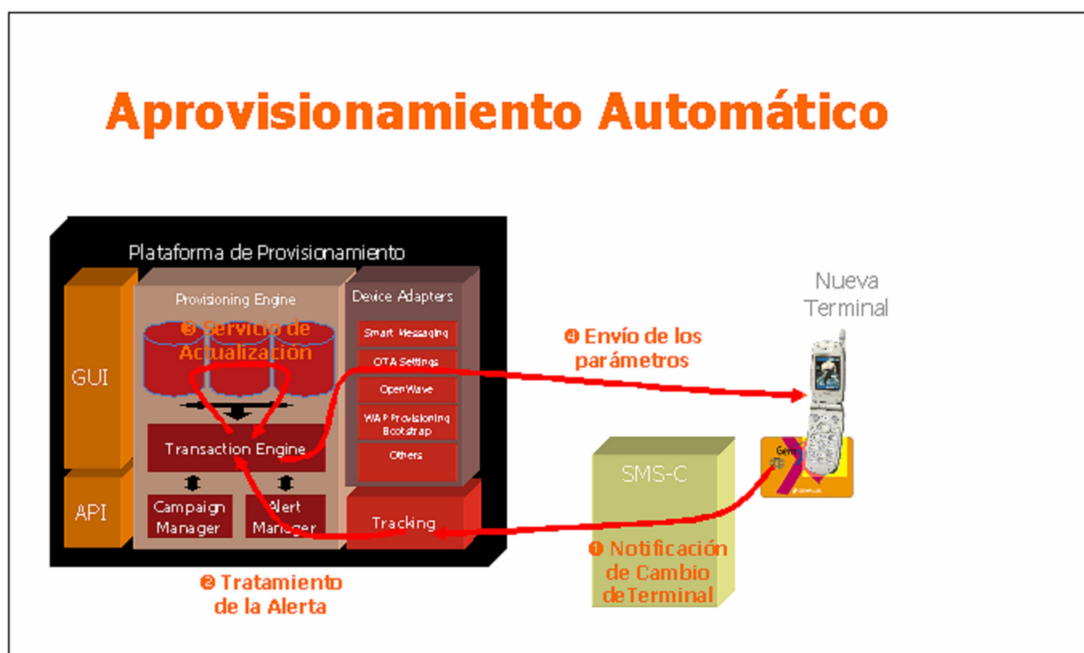 Aprovisionamiento Automático
Plataforma de Provisionamiento
GUI
API
Provisioning Engine
❸ Servicio de
Actualización
Transaction Engine
Campaign
Manager
Alert
Manager
Device Adapters
Smart Messaging
OTA Settings
OpenWave
WAP Provisioning
Bootstrap
Others
Tracking
❷ Tratamiento
de la Alerta
❹ Envío de los
parámetros
Nueva
Terminal
SMS-C
❶ Notificación
de Cambio
deTerminal